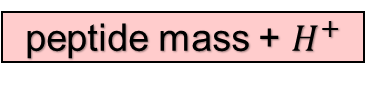 peptide mass + H⁺